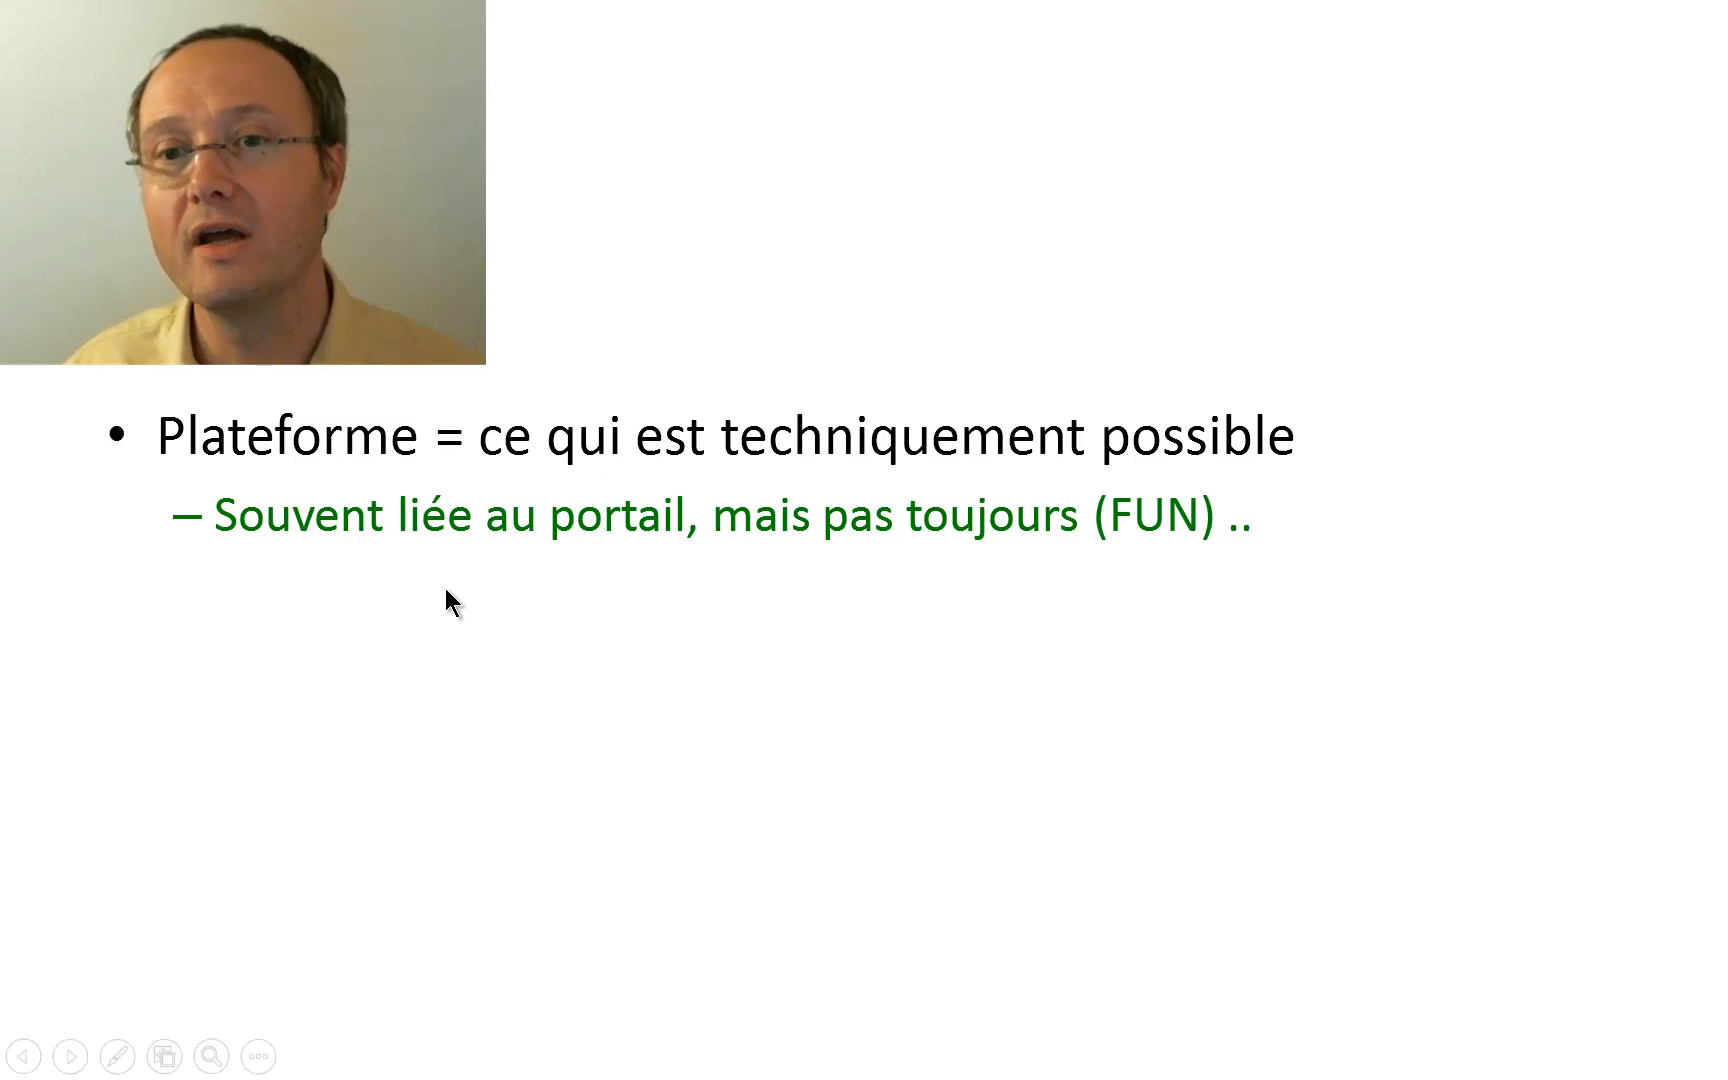 • Plateforme = ce qui est techniquement possible
– Souvent liée au portail, mais pas toujours (FUN) ..